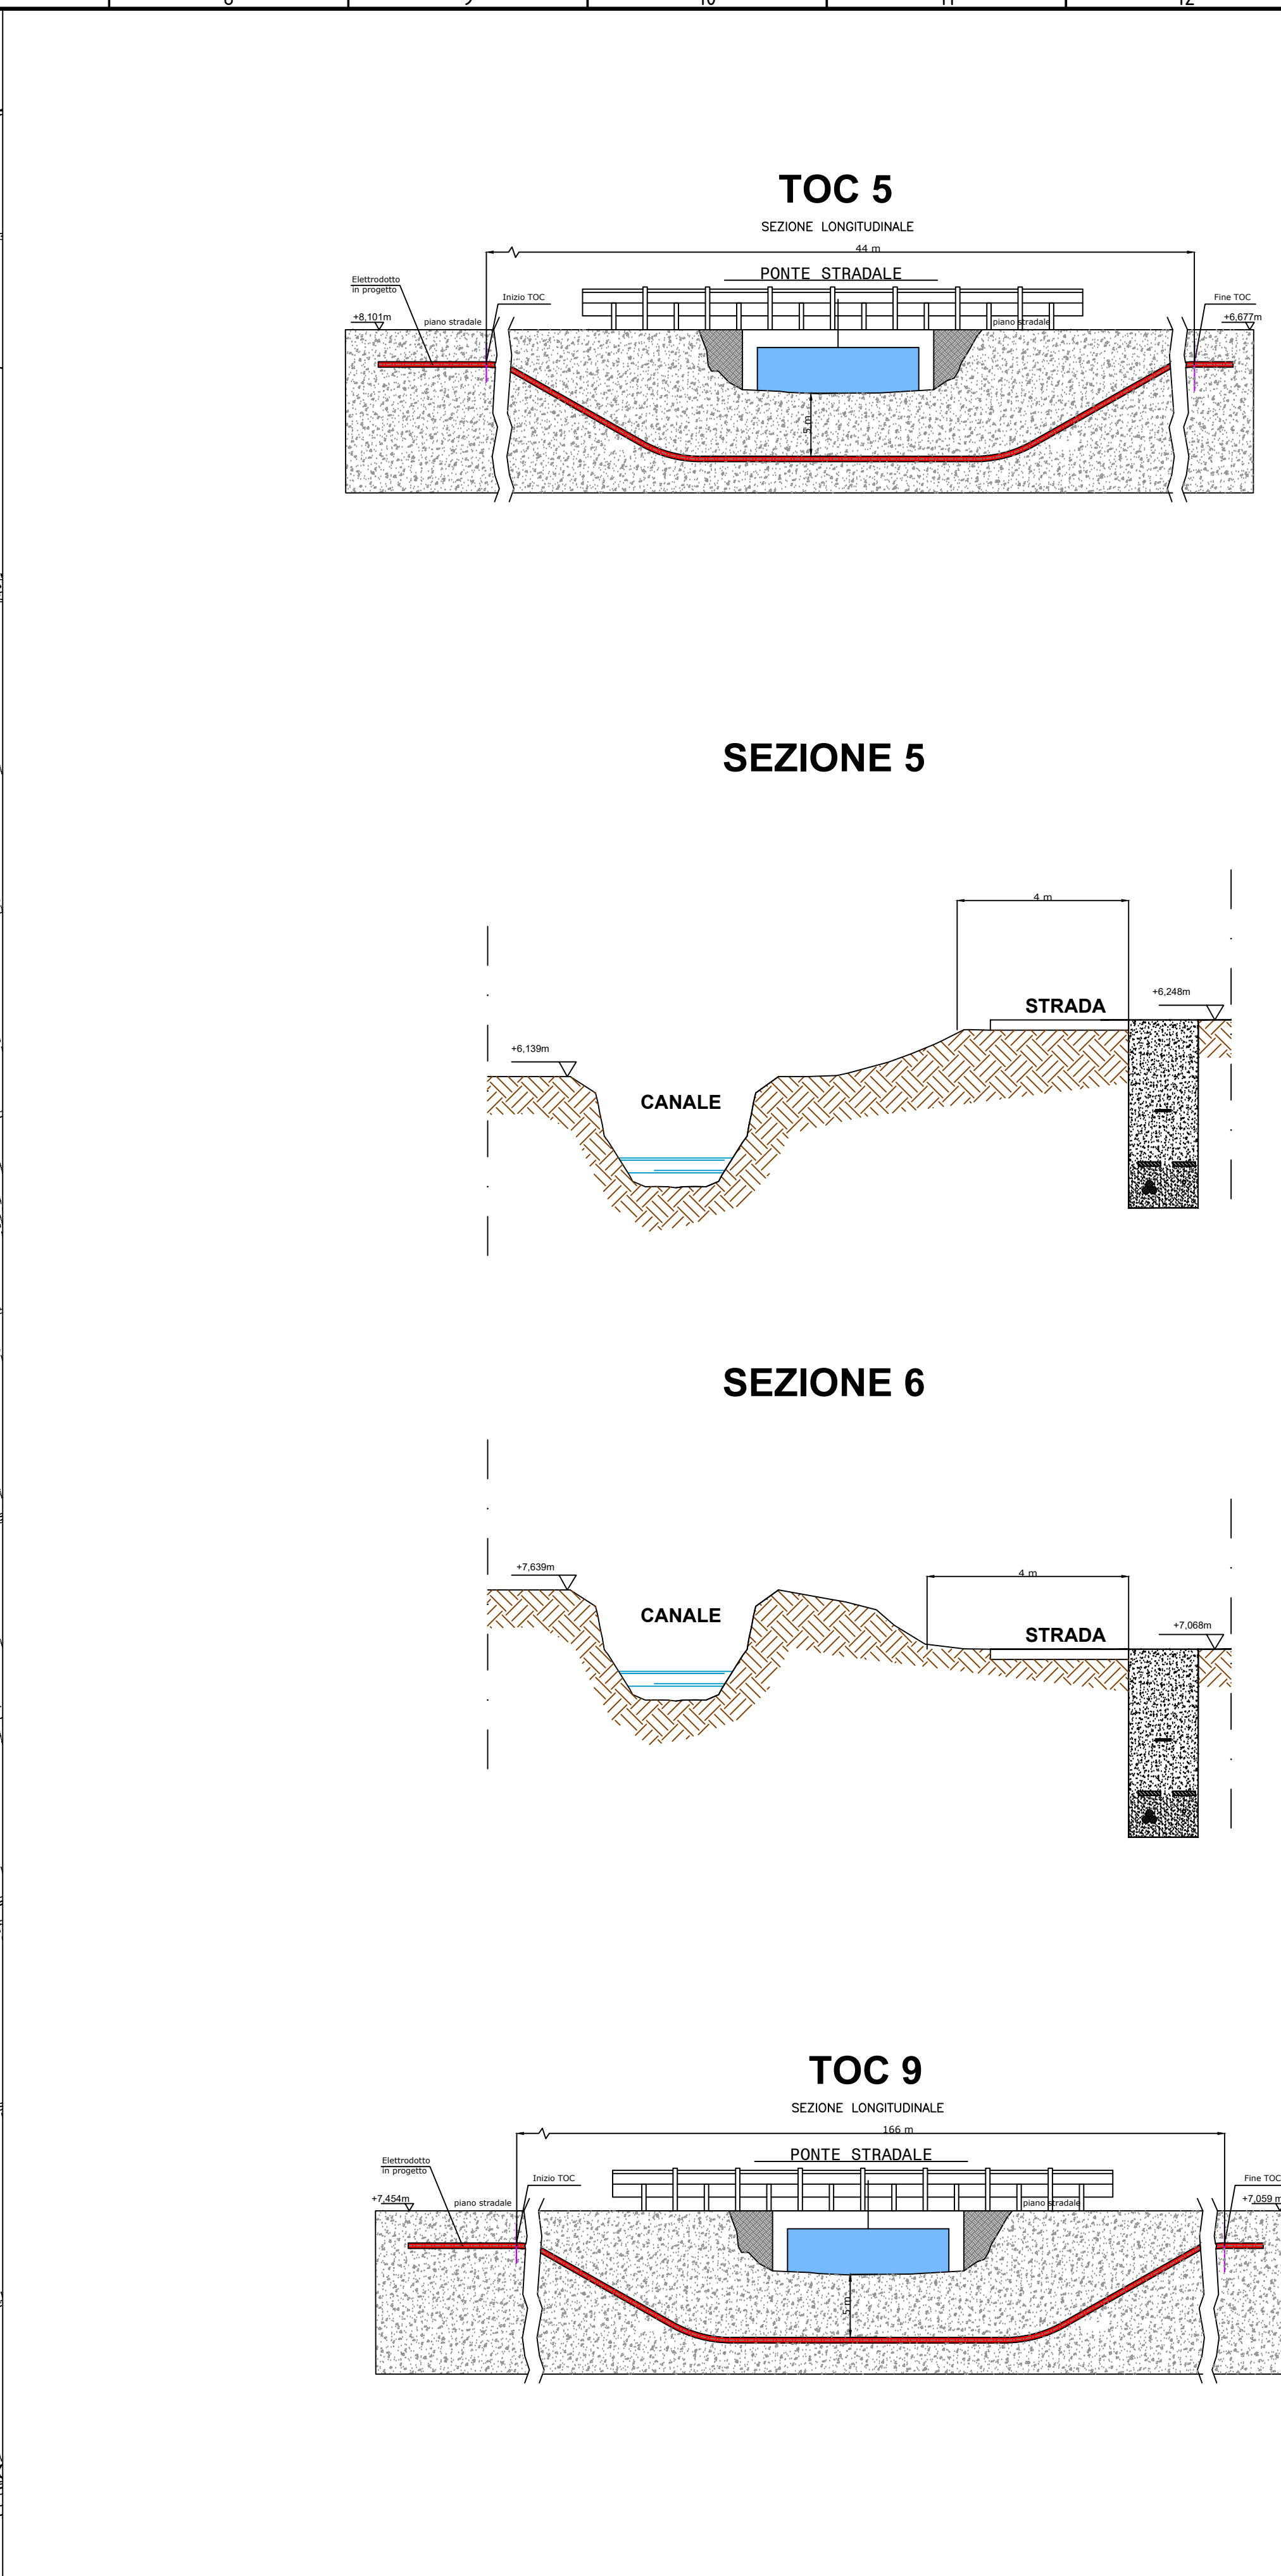 TOC 5
SEZIONE LONGITUDINALE
44 m
PONTE STRADALE
Elettrodotto
in progetto
Inizio TOC
Fine TOC
+8,101m
piano stradale
piano stradale
+6,677m
5 m
SEZIONE 5
4 m
+6,248m
STRADA
+6,139m
CANALE
SEZIONE 6
4 m
+7,639m
CANALE
+7,068m
STRADA
TOC 9
SEZIONE LONGITUDINALE
166 m
PONTE STRADALE
Elettrodotto
in progetto
Inizio TOC
Fine TOC
+7,454m
piano stradale
piano stradale
+7,059 m
5 m